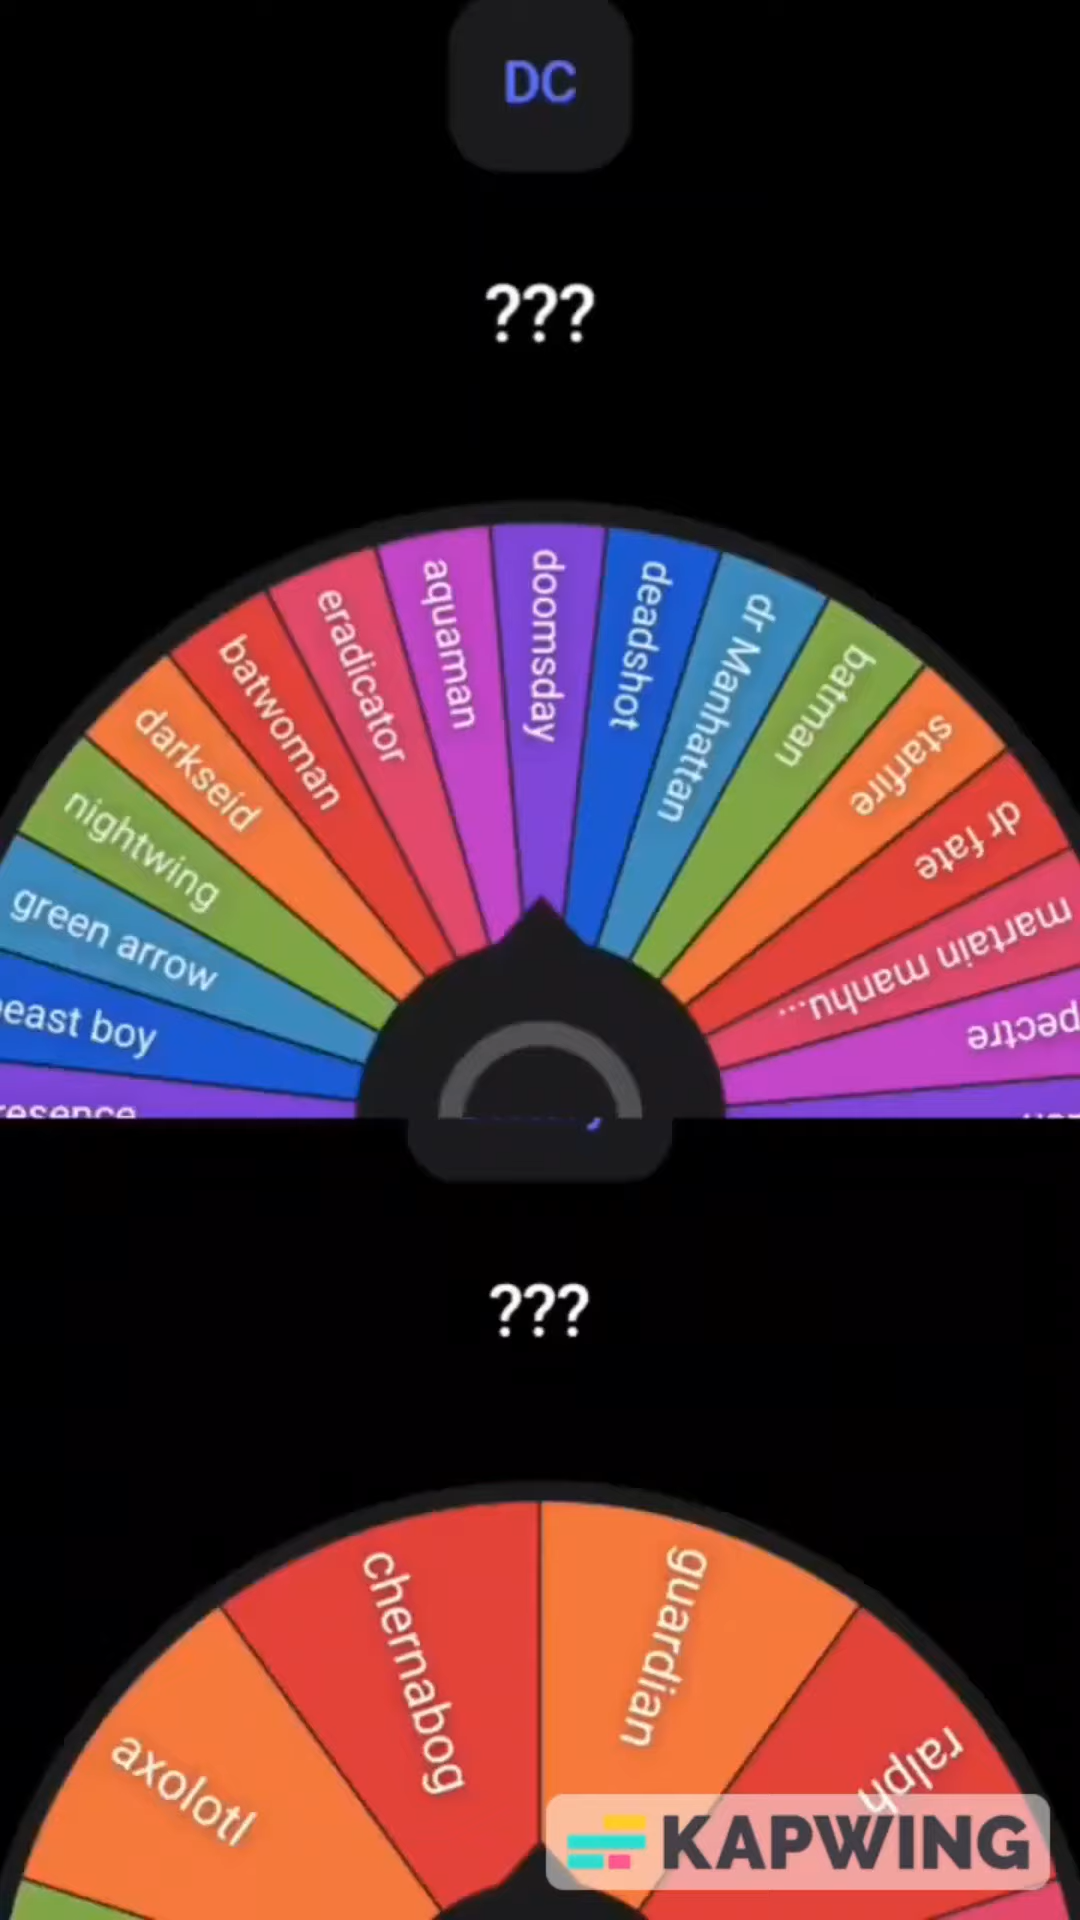 DC
???
green arrow
nightwing
darkseid
batwoman
eradicator
aquaman
doomsday
deadshot
dr Manhattan
batman
starfire
dr fate
martain manhu...
pectre
east boy
resence
???
axolotl
chernabog
guardian
ralph
KAPWING